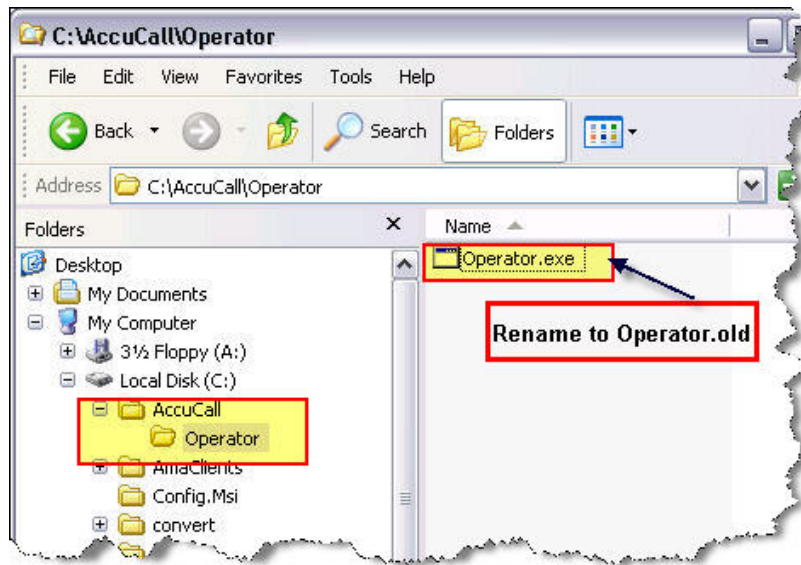 C:\AccuCall\Operator
File Edit View Favorites Tools Help
Back Search Folders
Address C:\AccuCall\Operator
Folders X Name
Desktop
My Documents
My Computer
3½ Floppy (A:)
Local Disk (C:)
AccuCall
Operator
AmaClients
Config.Msi
convert
Operator.exe
Rename to Operator.old